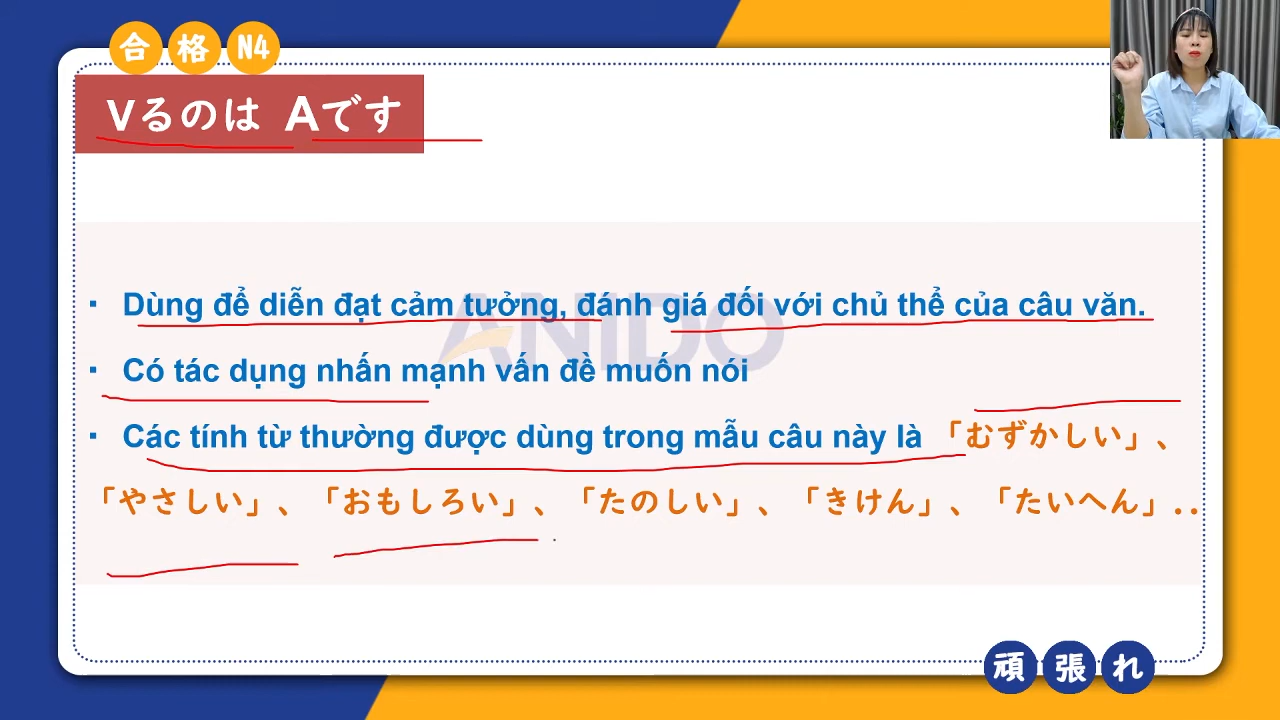 合格N4
Vるのは Aです
ANIDO
▪ Dùng để diễn đạt cảm tưởng, đánh giá đối với chủ thể của câu văn.
▪ Có tác dụng nhấn mạnh vấn đề muốn nói
▪ Các tính từ thường được dùng trong mẫu câu này là 「むずかしい」、
「やさしい」、「おもしろい」、「たのしい」、「きけん」、「たいへん」..
頑張れ